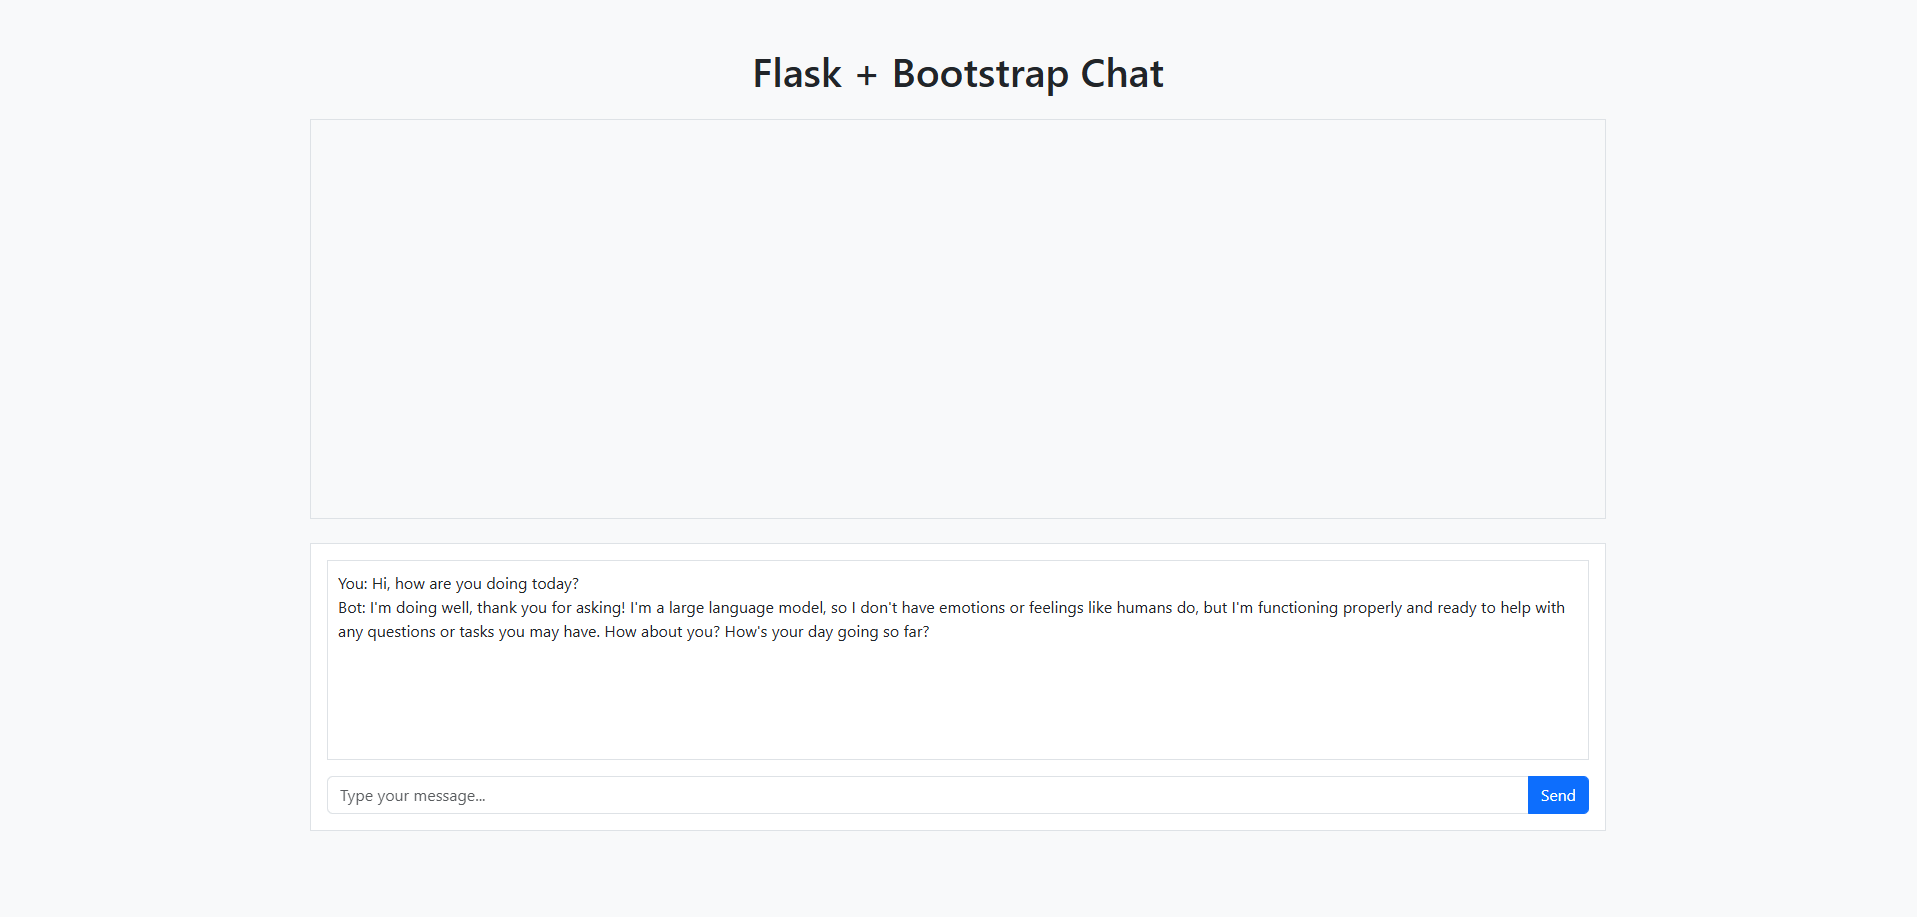 Flask + Bootstrap Chat
You: Hi, how are you doing today?
Bot: I'm doing well, thank you for asking! I'm a large language model, so I don't have emotions or feelings like humans do, but I'm functioning properly and ready to help with
any questions or tasks you may have. How about you? How's your day going so far?
Type your message...
Send